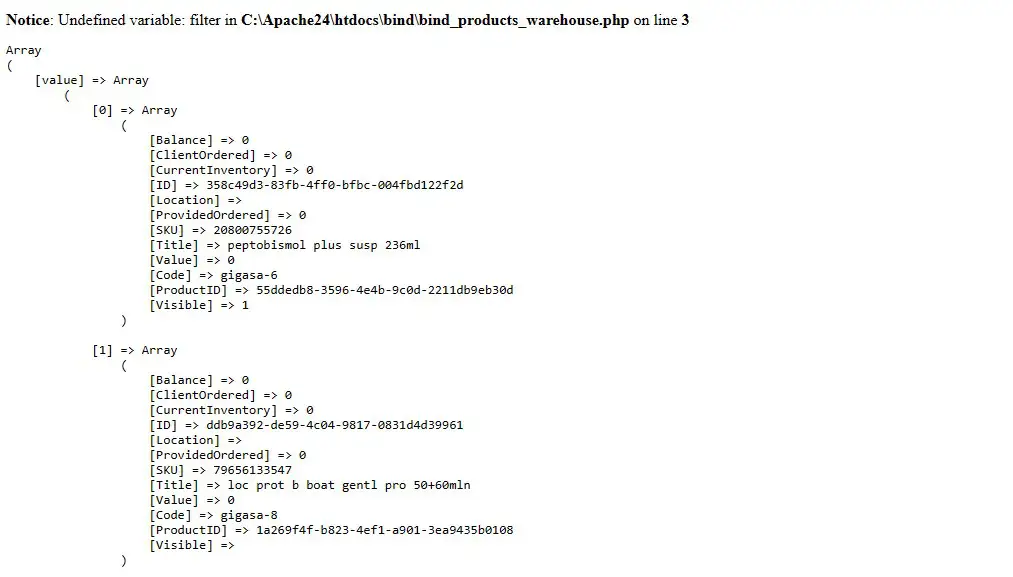 Notice: Undefined variable: filter in C:\Apache24\htdocs\bind\bind_products_warehouse.php on line 3
Array
(
[value] => Array
(
[0] => Array
(
[Balance] => 0
[ClientOrdered] => 0
[CurrentInventory] => 0
[ID] => 358c49d3-83fb-4ff0-bfbc-004fbd122f2d
[Location] =>
[ProvidedOrdered] => 0
[SKU] => 20800755726
[Title] => peptobismol plus susp 236ml
[Value] => 0
[Code] => gigasa-6
[ProductID] => 55ddedb8-3596-4e4b-9c0d-2211db9eb30d
[Visible] => 1
)
[1] => Array
(
[Balance] => 0
[ClientOrdered] => 0
[CurrentInventory] => 0
[ID] => ddb9a392-de59-4c04-9817-0831d4d39961
[Location] =>
[ProvidedOrdered] => 0
[SKU] => 79656133547
[Title] => loc prot b boat gentl pro 50+60mln
[Value] => 0
[Code] => gigasa-8
[ProductID] => 1a269f4f-b823-4ef1-a901-3ea9435b0108
[Visible] =>
)